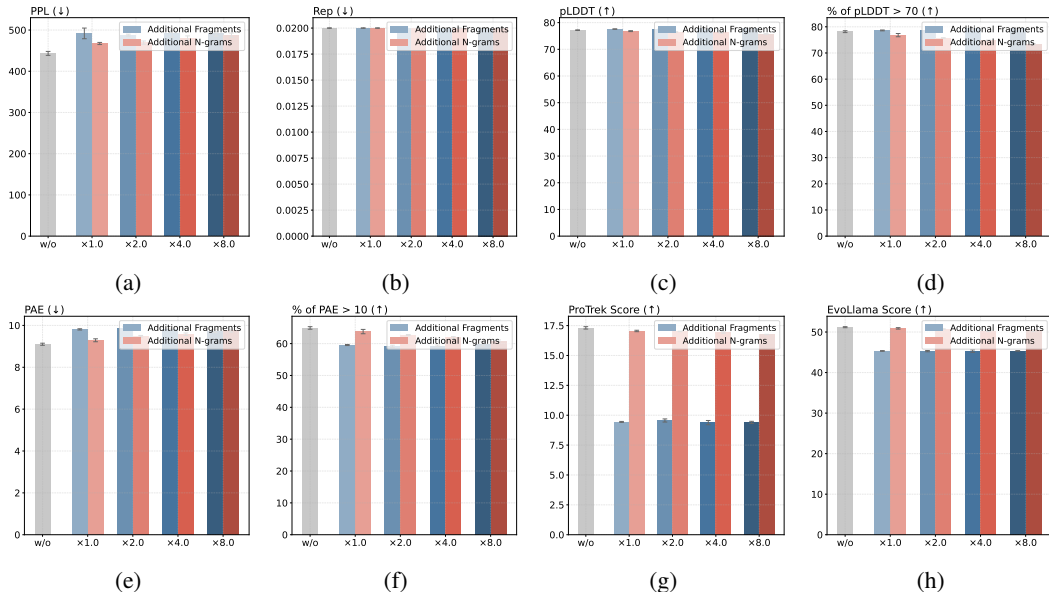 PPL (↓)
500
400
300
200
100
0
w/o
×1.0
×2.0
×4.0
×8.0
Additional Fragments
Additional N-grams
(a)
Rep (↓)
0.0200
0.0175
0.0150
0.0125
0.0100
0.0075
0.0050
0.0025
0.0000
w/o
×1.0
×2.0
×4.0
×8.0
Additional Fragments
Additional N-grams
(b)
pLDDT (↑)
80
70
60
50
40
30
20
10
0
w/o
×1.0
×2.0
×4.0
×8.0
Additional Fragments
Additional N-grams
(c)
% of pLDDT > 70 (↑)
80
70
60
50
40
30
20
10
0
w/o
×1.0
×2.0
×4.0
×8.0
Additional Fragments
Additional N-grams
(d)
PAE (↓)
10
8
6
4
2
0
w/o
×1.0
×2.0
×4.0
×8.0
Additional Fragments
Additional N-grams
(e)
% of PAE > 10 (↑)
60
50
40
30
20
10
0
w/o
×1.0
×2.0
×4.0
×8.0
Additional Fragments
Additional N-grams
(f)
ProTrek Score (↑)
17.5
15.0
12.5
10.0
7.5
5.0
2.5
0.0
w/o
×1.0
×2.0
×4.0
×8.0
Additional Fragments
Additional N-grams
(g)
EvoLlama Score (↑)
50
40
30
20
10
0
w/o
×1.0
×2.0
×4.0
×8.0
Additional Fragments
Additional N-grams
(h)